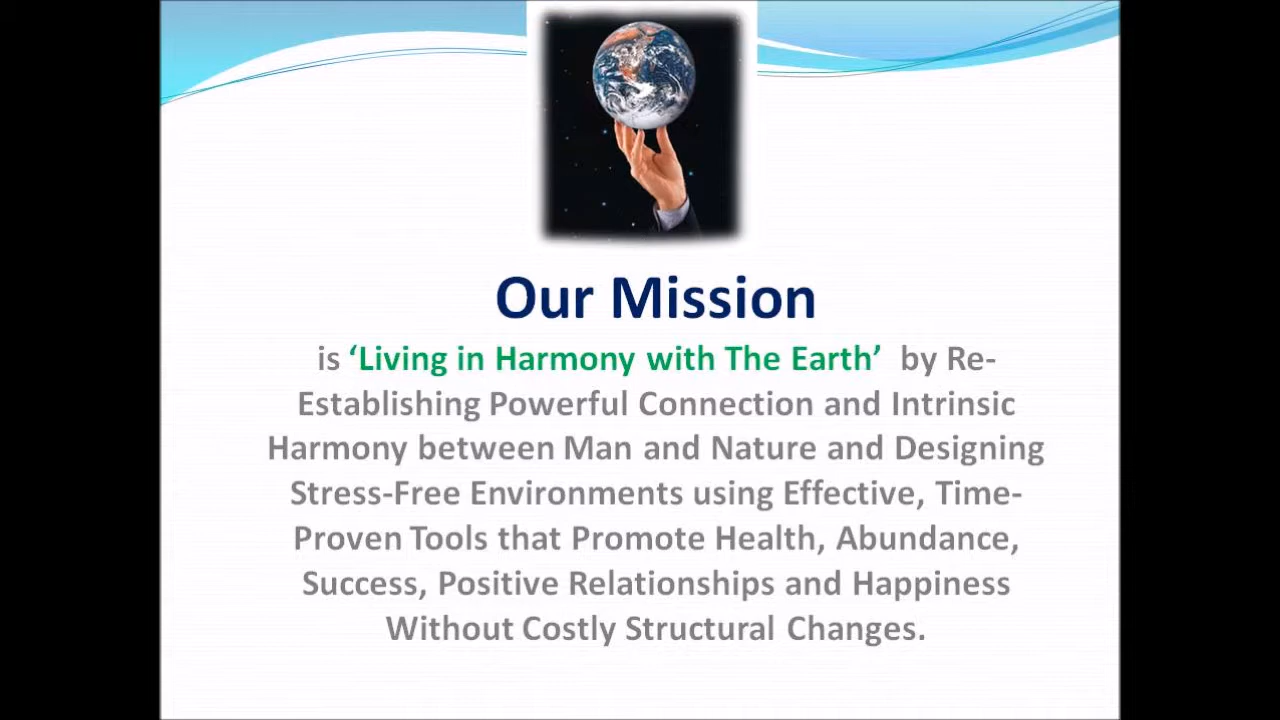 Our Mission
is ‘Living in Harmony with The Earth’ by Re-
Establishing Powerful Connection and Intrinsic
Harmony between Man and Nature and Designing
Stress-Free Environments using Effective, Time-
Proven Tools that Promote Health, Abundance,
Success, Positive Relationships and Happiness
Without Costly Structural Changes.